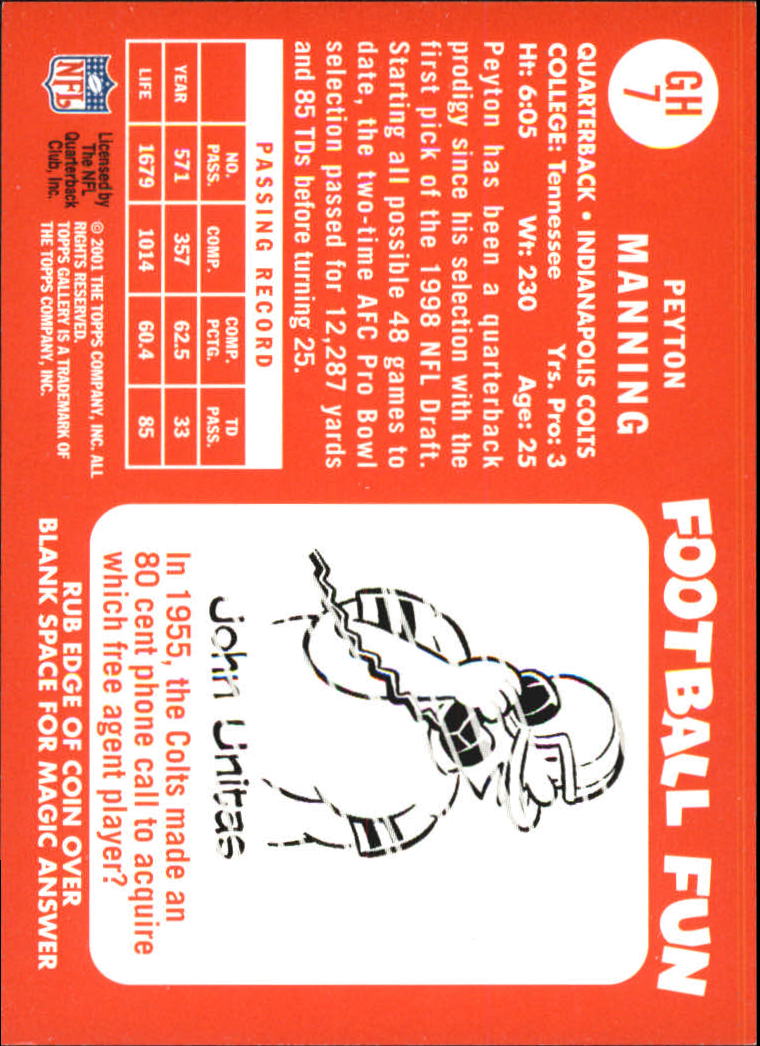 GH
7
PEYTON
MANNING
QUARTERBACK • INDIANAPOLIS COLTS
COLLEGE: Tennessee Yrs. Pro: 3
Ht: 6:05 Wt: 230 Age: 25
Peyton has been a quarterback
prodigy since his selection with the
first pick of the 1998 NFL Draft.
Starting all possible 48 games to
date, the two-time AFC Pro Bowl
selection passed for 12,287 yards
and 85 TDs before turning 25.
PASSING RECORD
NO. PASS. COMP. COMP. PCTG. TD PASS.
YEAR 571 357 62.5 33
LIFE 1679 1014 60.4 85
NFL
Licensed by
The NFL
Quarterback
Club, Inc.
© 2001 THE TOPPS COMPANY, INC. ALL
RIGHTS RESERVED.
TOPPS GALLERY IS A TRADEMARK OF
THE TOPPS COMPANY, INC.
FOOTBALL FUN
John Unitas
In 1955, the Colts made an
80 cent phone call to acquire
which free agent player?
RUB EDGE OF COIN OVER
BLANK SPACE FOR MAGIC ANSWER